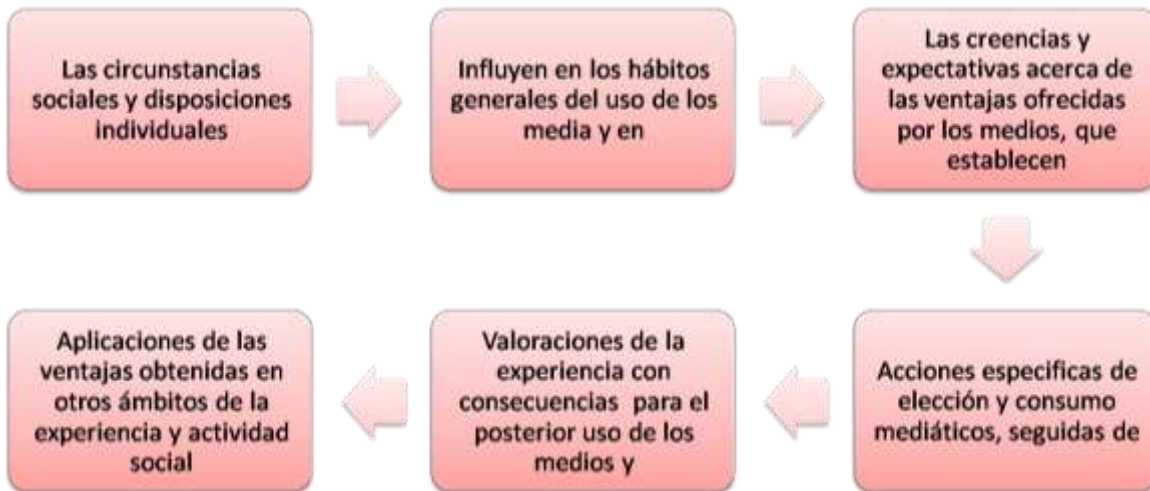 Las circunstancias
sociales y disposiciones
individuales
Influyen en los hábitos
generales del uso de los
media y en
Las creencias y
expectativas acerca de
las ventajas ofrecidas
por los medios, que
establecen
Acciones especificas de
elección y consumo
mediáticos, seguidas de
Valoraciones de la
experiencia con
consecuencias para el
posterior uso de los
medios y
Aplicaciones de las
ventajas obtenidas en
otros ámbitos de la
experiencia y actividad
social